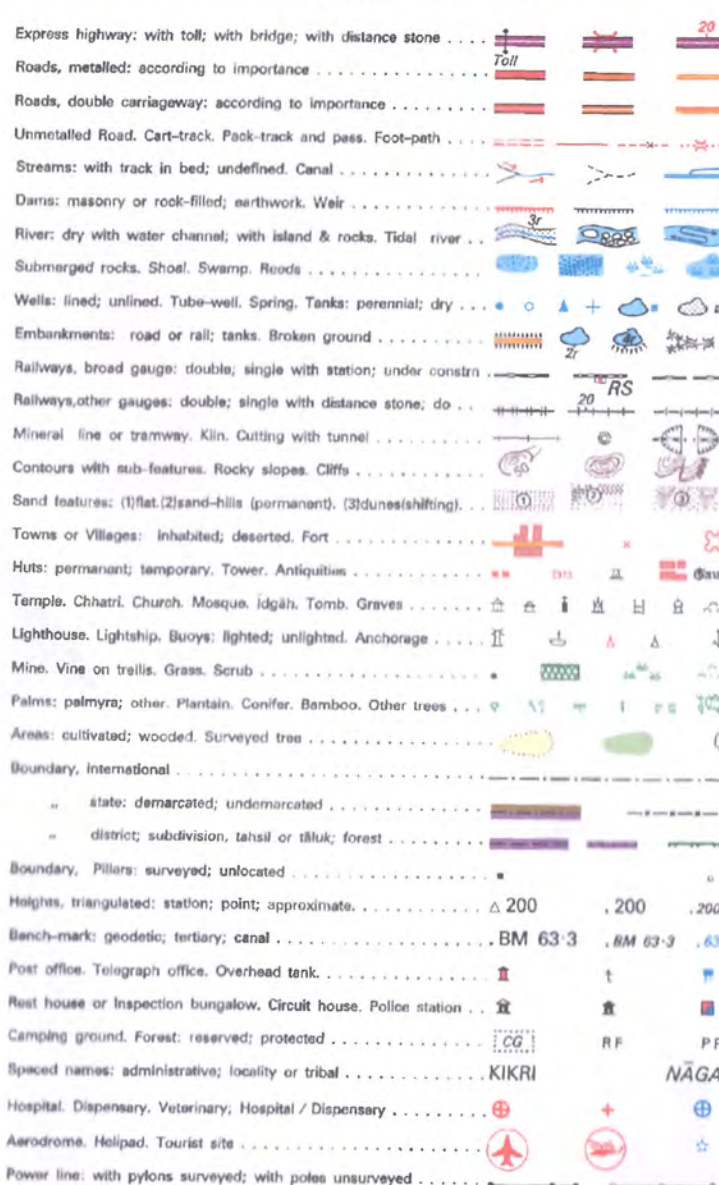 20
Express highway: with toll; with bridge; with distance stone . . . .
Toll
Roads, metalled: according to importance . . . . . . . . . . . . . . . .
Roads, double carriageway: according to importance . . . . . . . . .
Unmetalled Road. Cart-track. Pack-track and pass. Foot-path . . . .
Streams: with track in bed; undefined. Canal . . . . . . . . . . . . . . .
Dams: masonry or rock-filled; earthwork. Weir . . . . . . . . . . . . . .
3r
River: dry with water channel; with island & rocks. Tidal river . .
Submerged rocks. Shoal. Swamp. Reeds . . . . . . . . . . . . . . . . .
Wells: lined; unlined. Tube-well. Spring. Tanks: perennial; dry . . .
Embankments: road or rail; tanks. Broken ground . . . . . . . . . . .
2r
Railways, broad gauge: double; single with station; under constrn .
RS
Railways,other gauges: double; single with distance stone; do . .
20
Mineral line or tramway. Kiln. Cutting with tunnel . . . . . . . . . .
Contours with sub-features. Rocky slopes. Cliffs . . . . . . . . . . . .
Sand features: (1)flat.(2)sand-hills (permanent). (3)dunes(shifting). . .
1 2 3
Towns or Villages: inhabited; deserted. Fort . . . . . . . . . . . . . . .
Huts: permanent; temporary. Tower. Antiquities . . . . . . . . . . . . .
Temple. Chhatri. Church. Mosque. Īdgāh. Tomb. Graves . . . . . . .
Lighthouse. Lightship. Buoys: lighted; unlighted. Anchorage . . . . .
Mine. Vine on trellis. Grass. Scrub . . . . . . . . . . . . . . . . . . . .
Palms: palmyra; other. Plantain. Conifer. Bamboo. Other trees . . .
Areas: cultivated; wooded. Surveyed tree . . . . . . . . . . . . . . . .
Boundary, international . . . . . . . . . . . . . . . . . . . . . . . . . .
„ state: demarcated; undemarcated . . . . . . . . . . . . . . . .
„ district; subdivision, tahsil or tāluk; forest . . . . . . . . . . .
Boundary, Pillars: surveyed; unlocated . . . . . . . . . . . . . . . . . .
Heights, triangulated: station; point; approximate. . . . . . . . . . . . △ 200 . 200 . 200
Bench-mark: geodetic; tertiary; canal . . . . . . . . . . . . . . . . . . . BM 63·3 . BM 63·3 . 63
Post office. Telegraph office. Overhead tank. . . . . . . . . . . . . . . .
Rest house or Inspection bungalow. Circuit house. Police station . .
Camping ground. Forest: reserved; protected . . . . . . . . . . . . . . CG RF PF
Spaced names: administrative; locality or tribal . . . . . . . . . . . . . KIKRI NĀGA
Hospital. Dispensary. Veterinary; Hospital / Dispensary . . . . . . . .
Aerodrome. Helipad. Tourist site . . . . . . . . . . . . . . . . . . . . .
Power line: with pylons surveyed; with poles unsurveyed . . . . . .